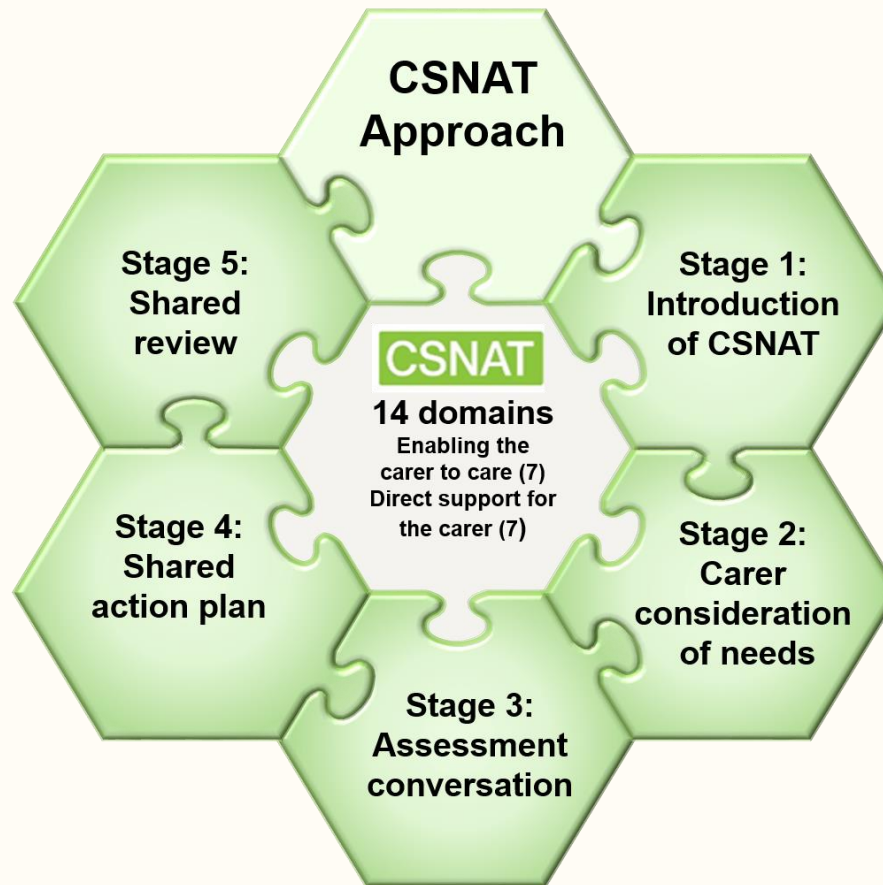 CSNAT
Approach
Stage 1:
Introduction
of CSNAT
Stage 2:
Carer
consideration
of needs
Stage 3:
Assessment
conversation
Stage 4:
Shared
action plan
Stage 5:
Shared
review
CSNAT
14 domains
Enabling the
carer to care (7)
Direct support for
the carer (7)